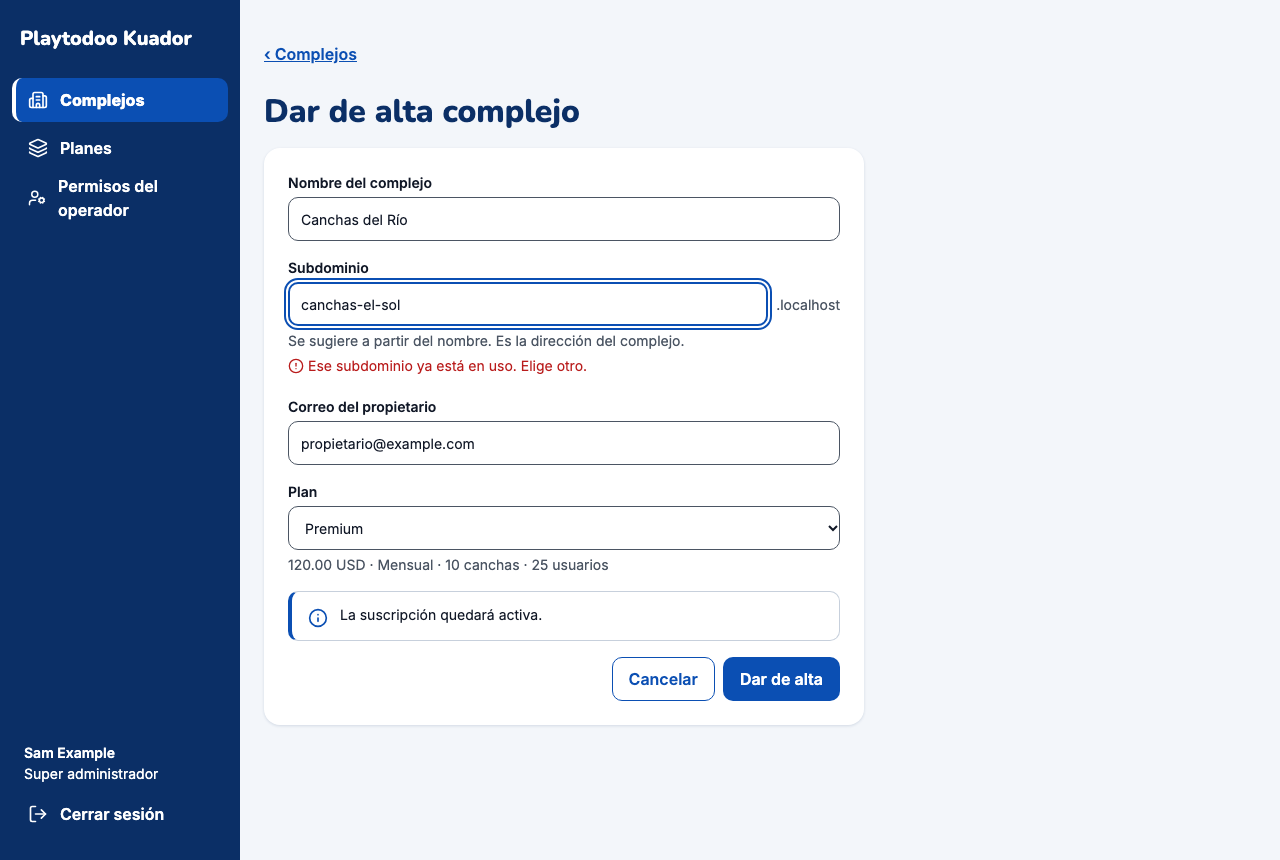 Playtodoo Kuador
Complejos
Planes
Permisos del
operador
Sam Example
Super administrador
Cerrar sesión
‹ Complejos
Dar de alta complejo
Nombre del complejo
Canchas del Río
Subdominio
canchas-el-sol
.localhost
Se sugiere a partir del nombre. Es la dirección del complejo.
Ese subdominio ya está en uso. Elige otro.
Correo del propietario
propietario@example.com
Plan
Premium
120.00 USD · Mensual · 10 canchas · 25 usuarios
La suscripción quedará activa.
Cancelar
Dar de alta